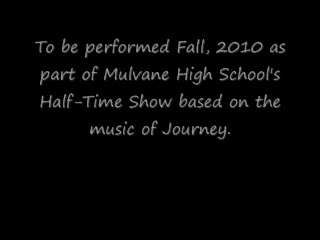 To be performed Fall, 2010 as
part of Mulvane High School's
Half-Time Show based on the
music of Journey.